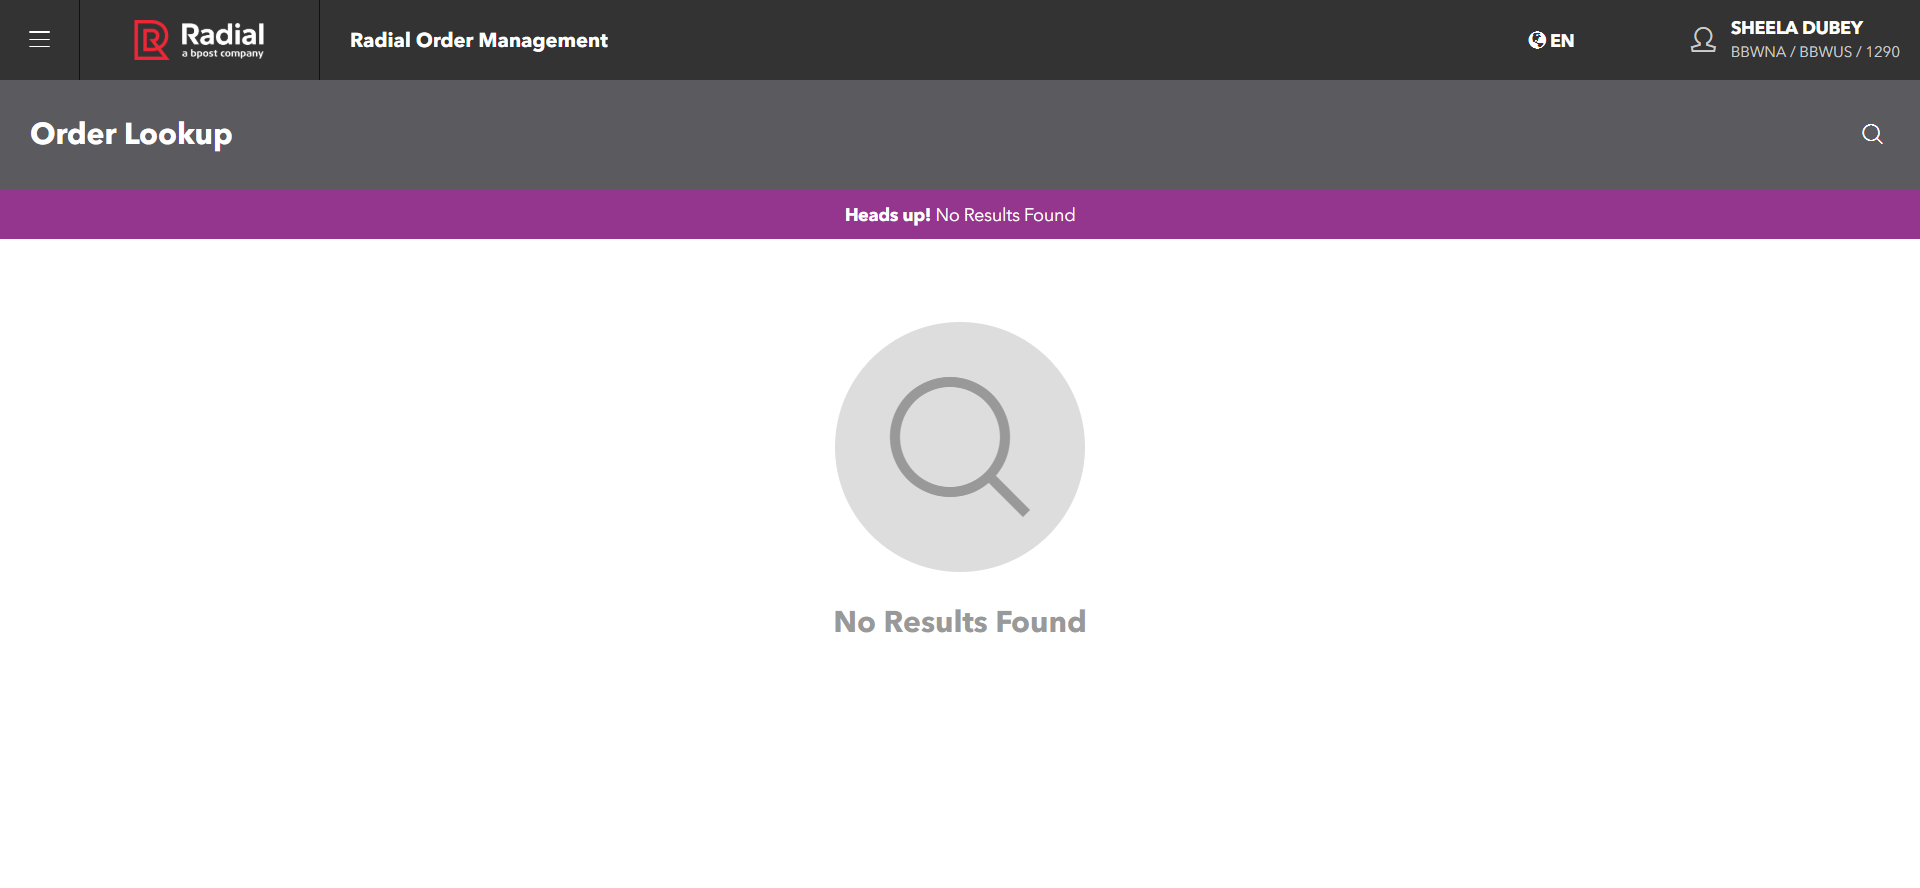 Radial
a bpost company
Radial Order Management
EN
SHEELA DUBEY
BBWNA / BBWUS / 1290
Order Lookup
Heads up! No Results Found
No Results Found